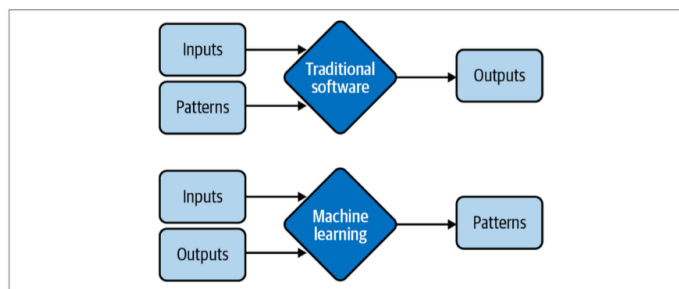 Inputs
Patterns
Traditional
software
Outputs
Inputs
Outputs
Machine
learning
Patterns